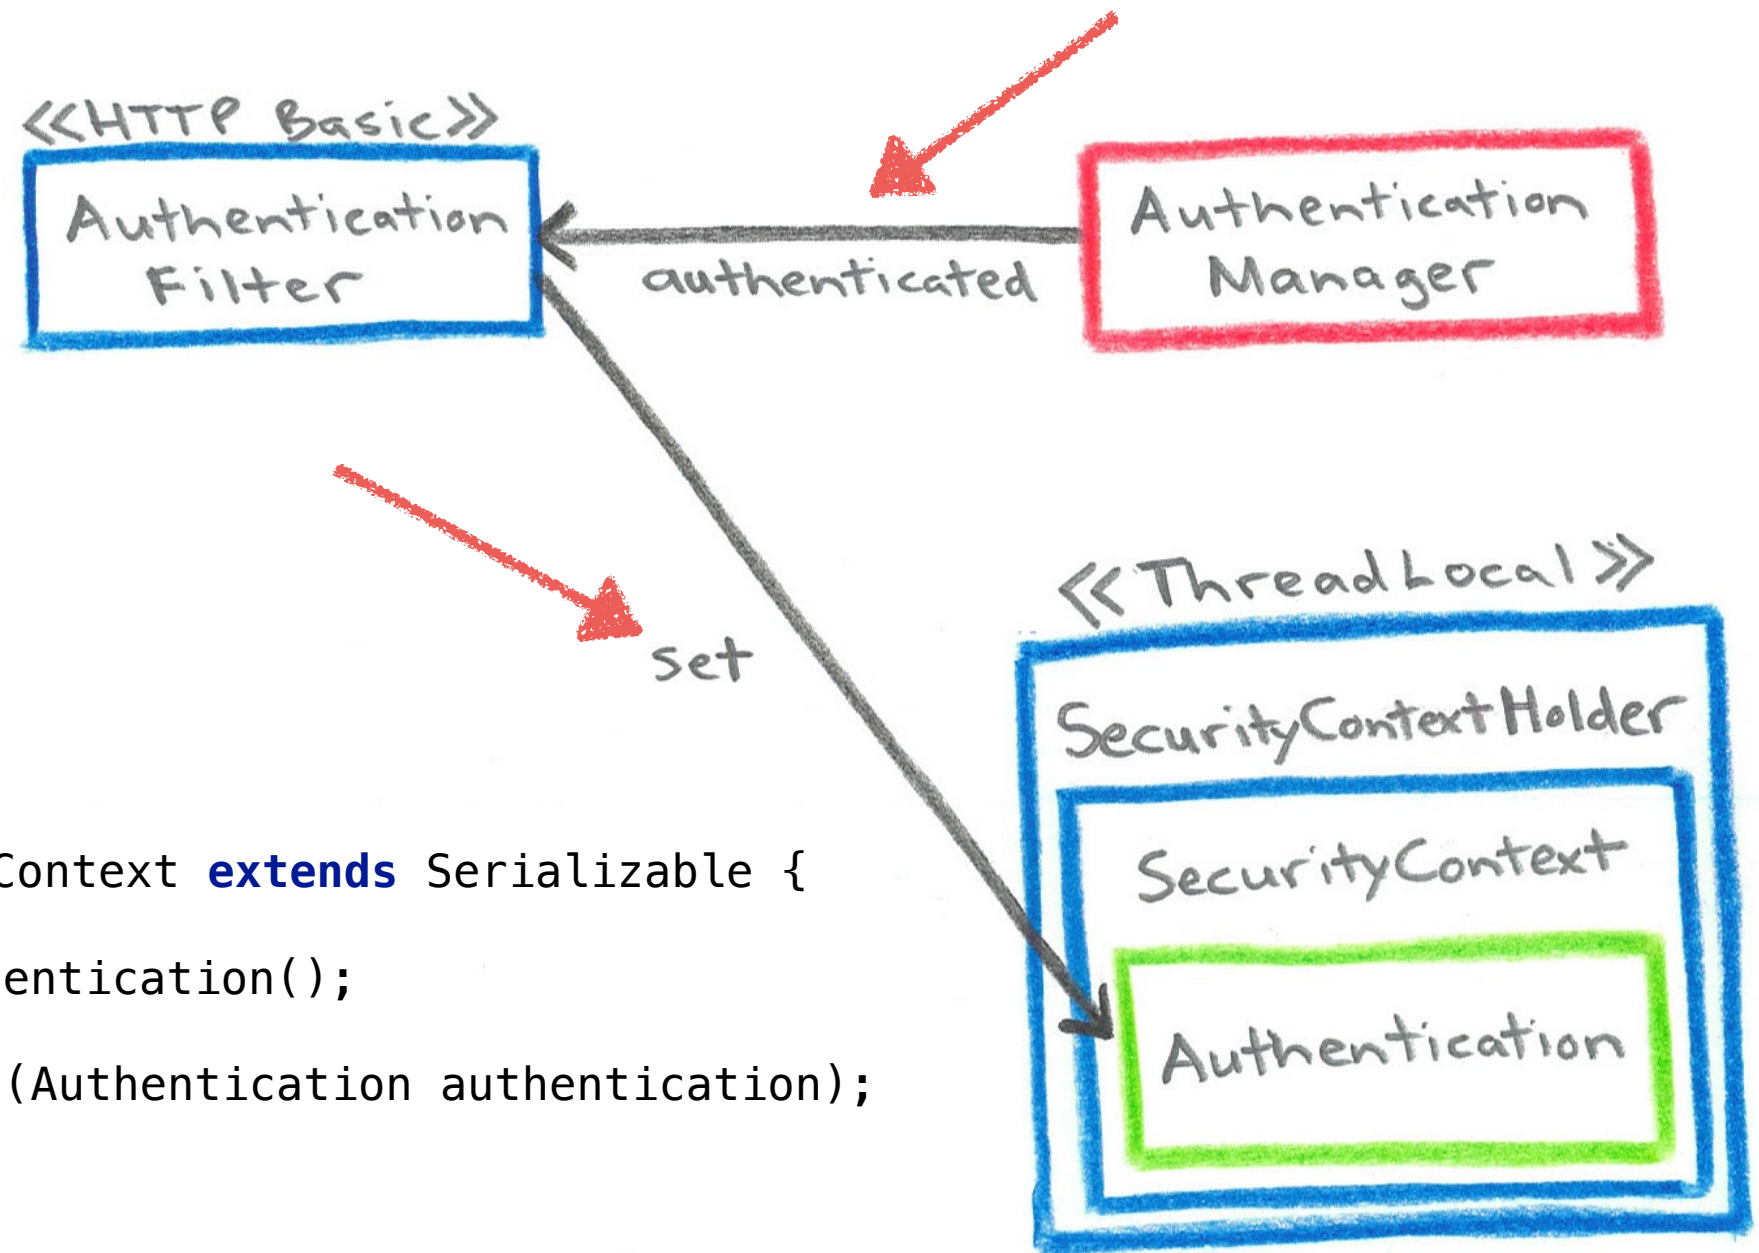 <<HTTP Basic>>
Authentication
Filter
authenticated
Authentication
Manager
set
<<ThreadLocal>>
SecurityContextHolder
SecurityContext
Authentication
Context extends Serializable {
entication();
(Authentication authentication);